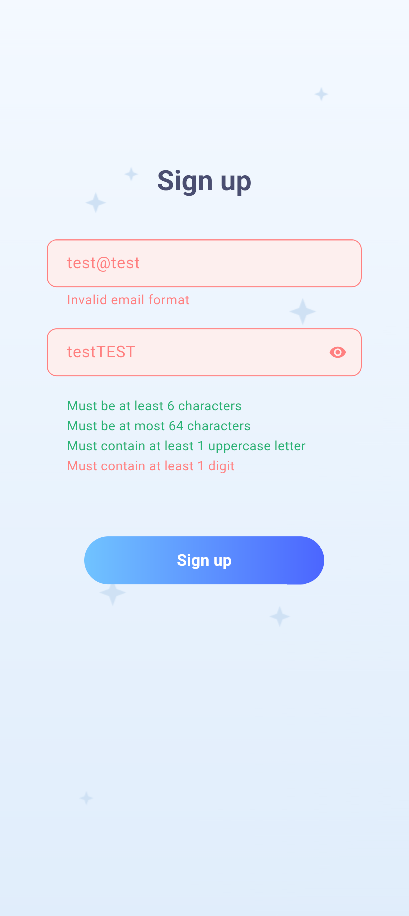 Sign up
test@test
Invalid email format
testTEST
Must be at least 6 characters
Must be at most 64 characters
Must contain at least 1 uppercase letter
Must contain at least 1 digit
Sign up